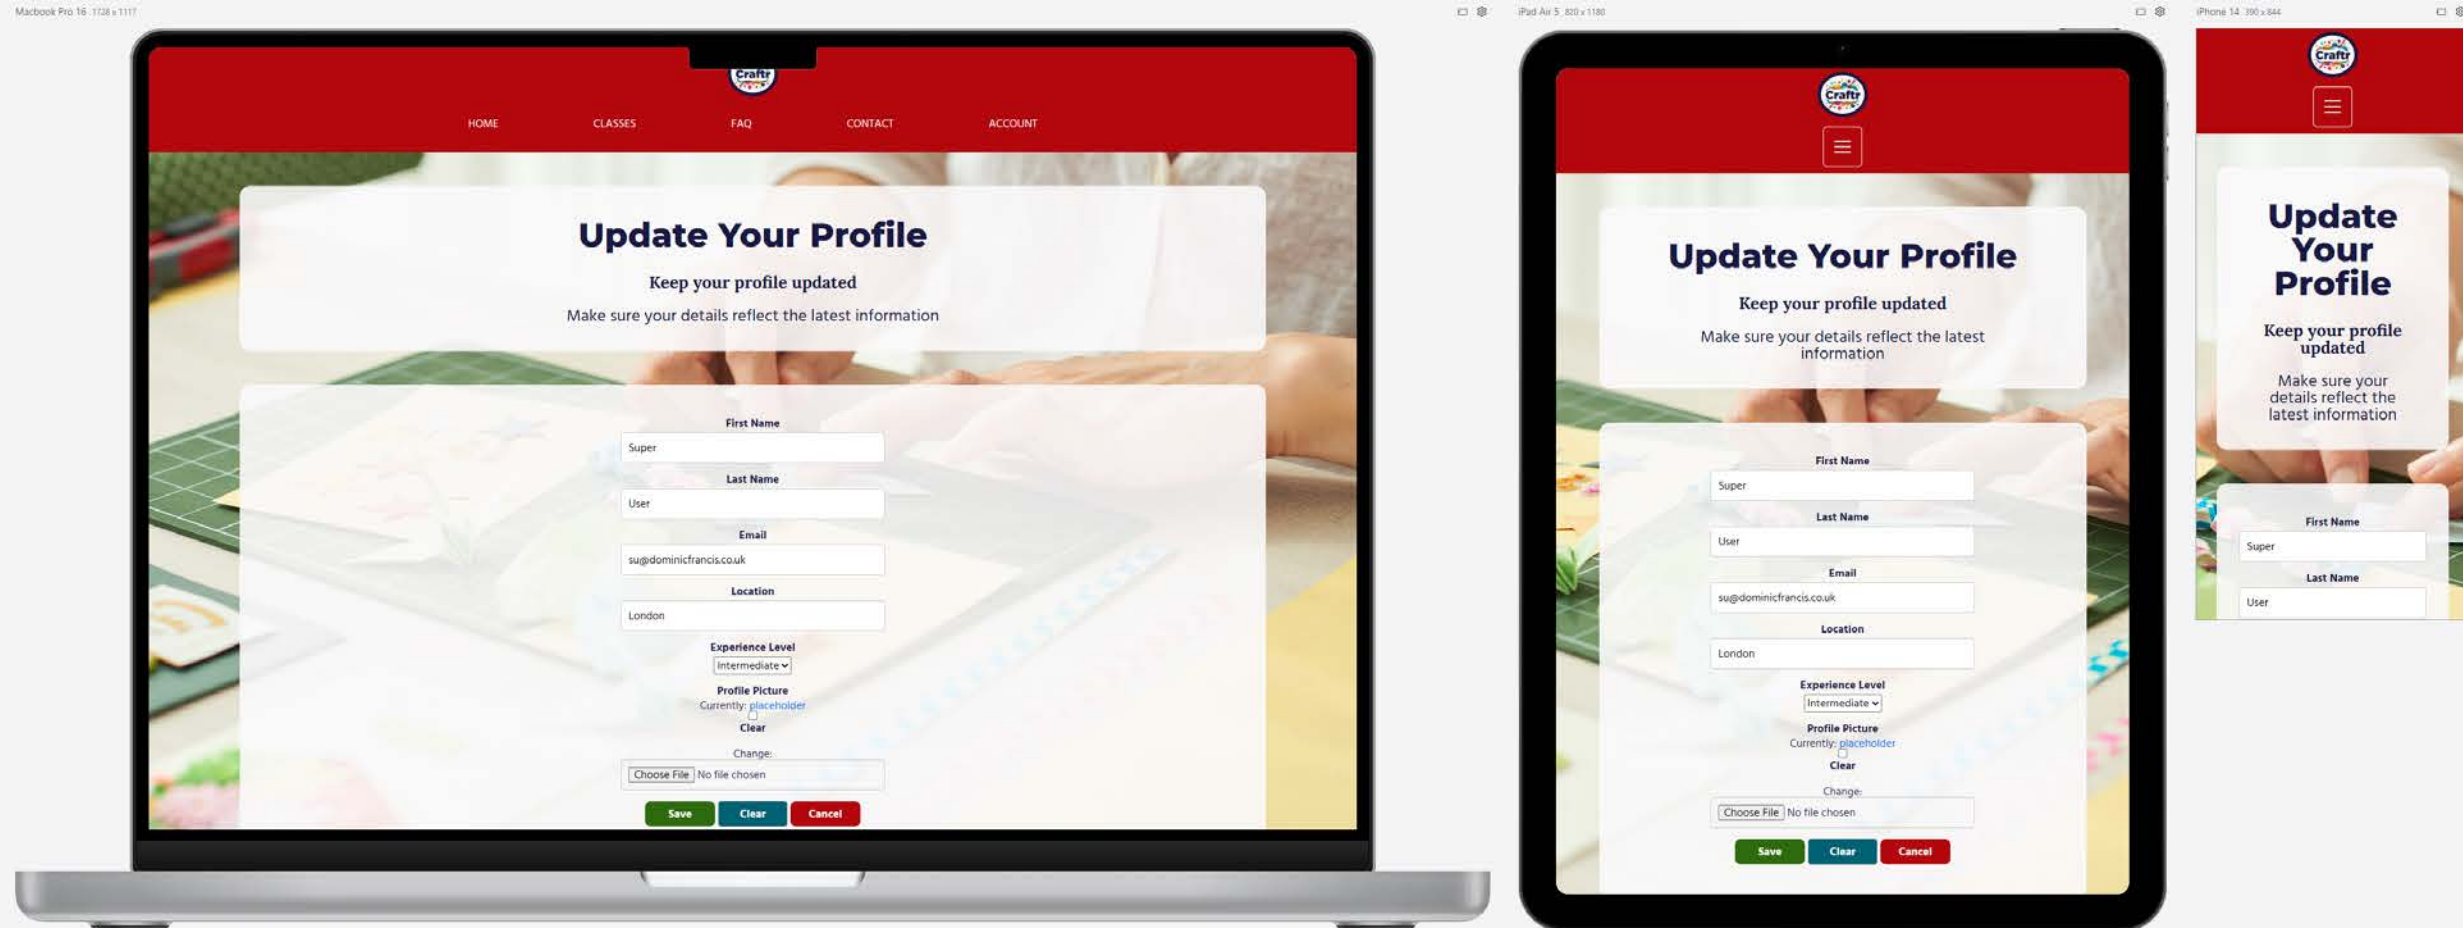 Macbook Pro 16 1728 x 1117
Craftr
HOME CLASSES FAQ CONTACT ACCOUNT
Update Your Profile
Keep your profile updated
Make sure your details reflect the latest information
First Name
Super
Last Name
User
Email
su@dominicfrancis.co.uk
Location
London
Experience Level
Intermediate
Profile Picture
Currently: placeholder
Clear
Change:
Choose File No file chosen
Save Clear Cancel
iPad Air 5 820 x 1180
Craftr
Update Your Profile
Keep your profile updated
Make sure your details reflect the latest
information
First Name
Super
Last Name
User
Email
su@dominicfrancis.co.uk
Location
London
Experience Level
Intermediate
Profile Picture
Currently: placeholder
Clear
Change:
Choose File No file chosen
Save Clear Cancel
iPhone 14 390 x 844
Craftr
Update
Your
Profile
Keep your profile
updated
Make sure your
details reflect the
latest information
First Name
Super
Last Name
User